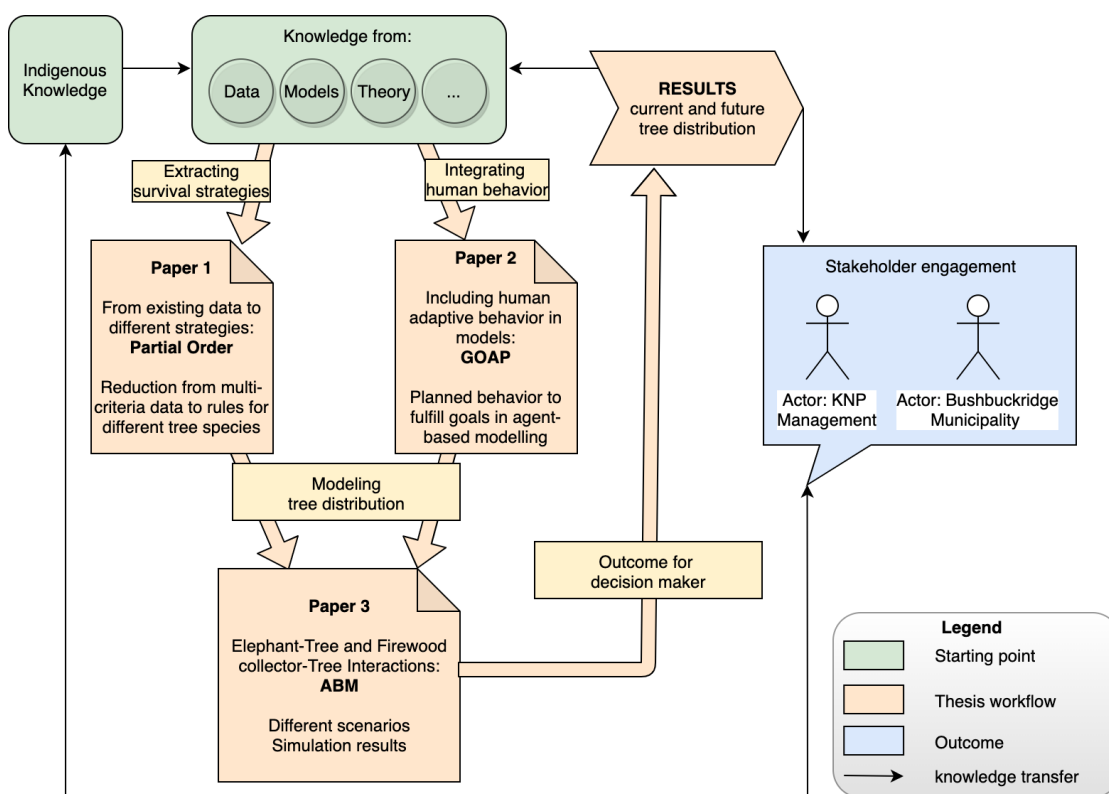 Indigenous
Knowledge
Knowledge from:
Data
Models
Theory
...
RESULTS
current and future
tree distribution
Extracting
survival strategies
Integrating
human behavior
Paper 1
From existing data to
different strategies:
Partial Order
Reduction from multi-
criteria data to rules for
different tree species
Paper 2
Including human
adaptive behavior in
models:
GOAP
Planned behavior to
fulfill goals in agent-
based modelling
Stakeholder engagement
Actor: KNP
Management
Actor: Bushbuckridge
Municipality
Modeling
tree distribution
Outcome for
decision maker
Paper 3
Elephant-Tree and Firewood
collector-Tree Interactions:
ABM
Different scenarios
Simulation results
Legend
Starting point
Thesis workflow
Outcome
knowledge transfer